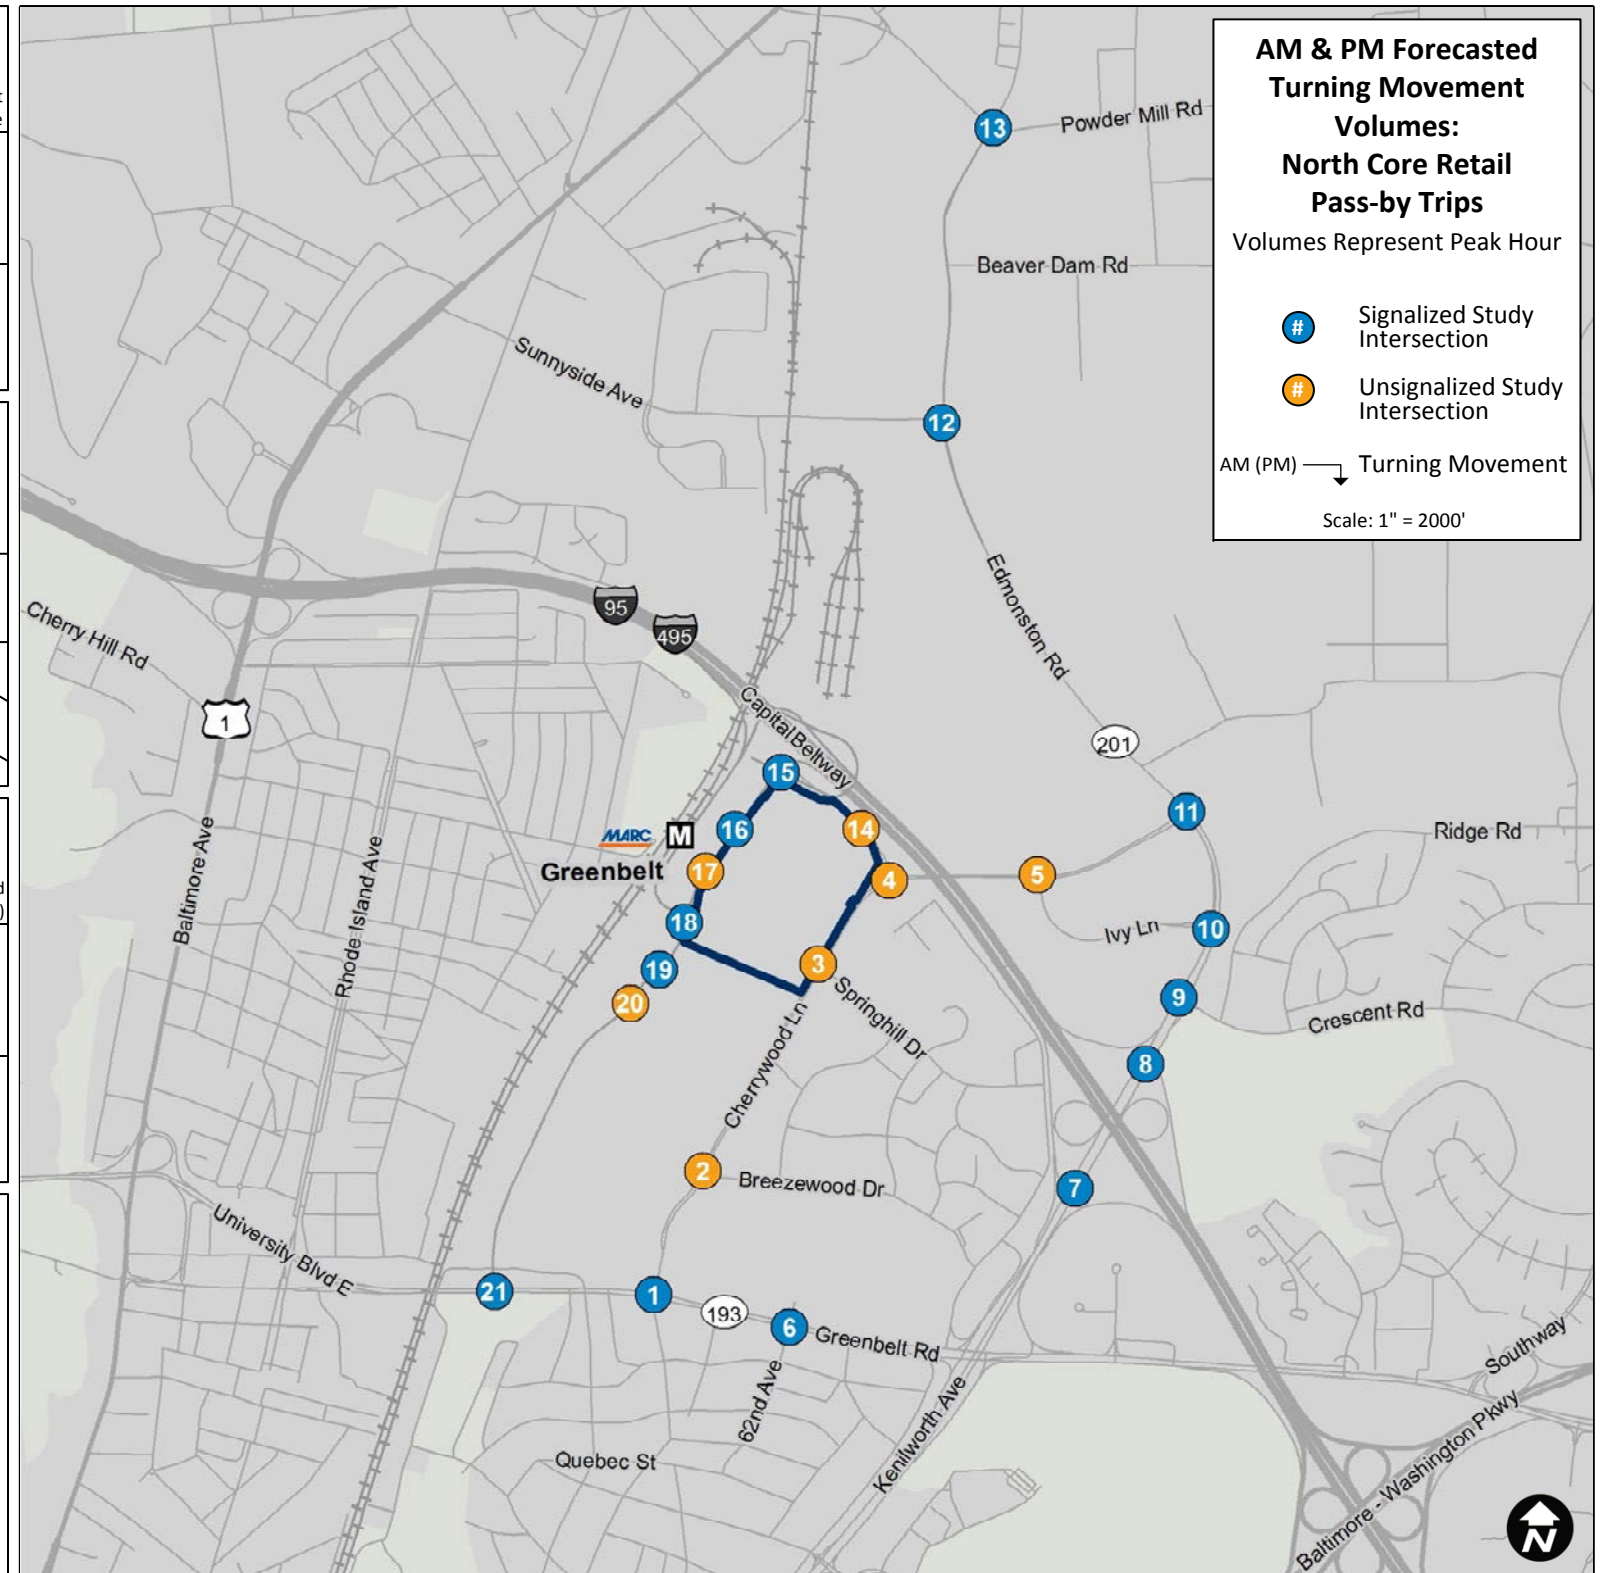 AM & PM Forecasted
Turning Movement
Volumes:
North Core Retail
Pass-by Trips
Volumes Represent Peak Hour
#
Signalized Study
Intersection
#
Unsignalized Study
Intersection
AM (PM)
Turning Movement
Scale: 1" = 2000'
13
Powder Mill Rd
Beaver Dam Rd
Sunnyside Ave
12
Edmonston Rd
95
495
Cherry Hill Rd
1
Capital Beltway
201
15
11
16
14
MARC
M
Greenbelt
17
4
5
Ridge Rd
Baltimore Ave
Rhode Island Ave
18
Ivy Ln
10
19
3
20
Springhill Dr
9
Crescent Rd
8
Cherrywood Ln
2
Breezewood Dr
7
University Blvd E
21
1
193
6
Greenbelt Rd
62nd Ave
Kenilworth Ave
Southway
Quebec St
Baltimore - Washington Pkwy
N